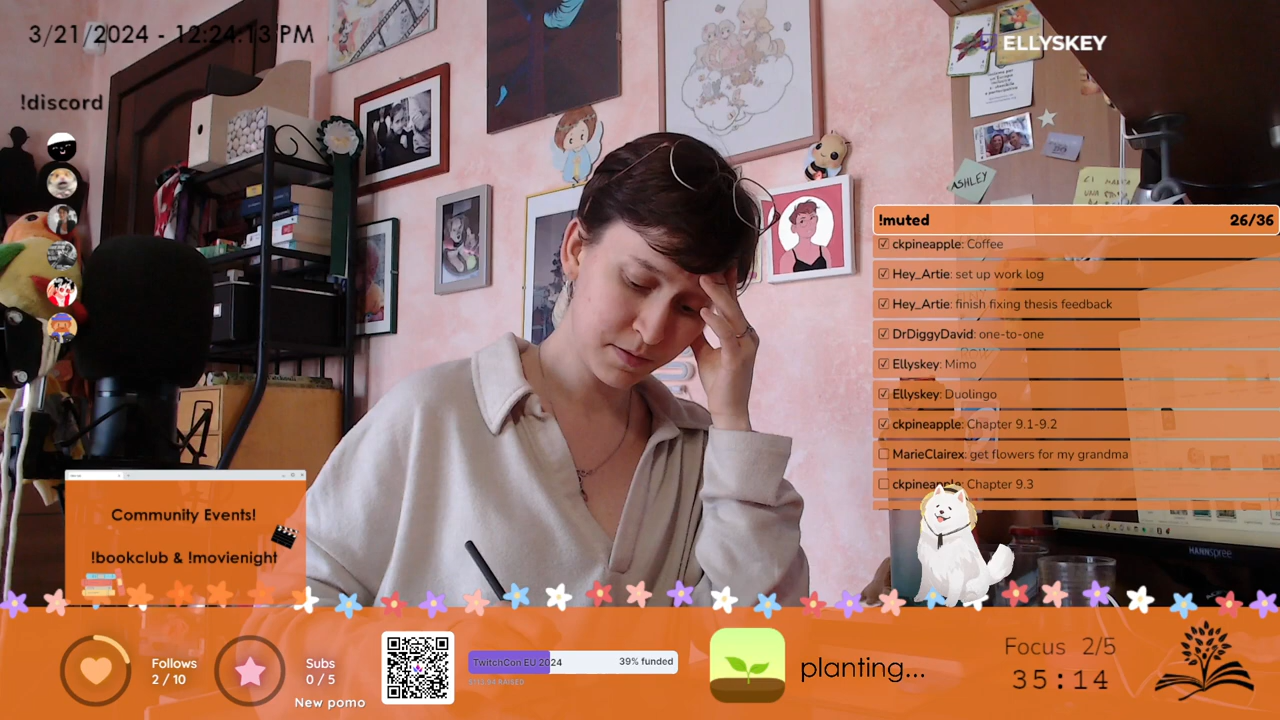 3/21/2024 - 12:24:13 PM
ELLYSKEY
!discord
ASHLEY
!muted 26/36
ckpineapple: Coffee
Hey_Artie: set up work log
Hey_Artie: finish fixing thesis feedback
DrDiggyDavid: one-to-one
Ellyskey: Mimo
Ellyskey: Duolingo
ckpineapple: Chapter 9.1-9.2
MarieClairex: get flowers for my grandma
ckpineapple: Chapter 9.3
Community Events!
!bookclub & !movienight
HANNspree
Follows
2 / 10
Subs
0 / 5
New pomo
TwitchCon EU 2024 39% funded
planting...
Focus 2/5
35:14